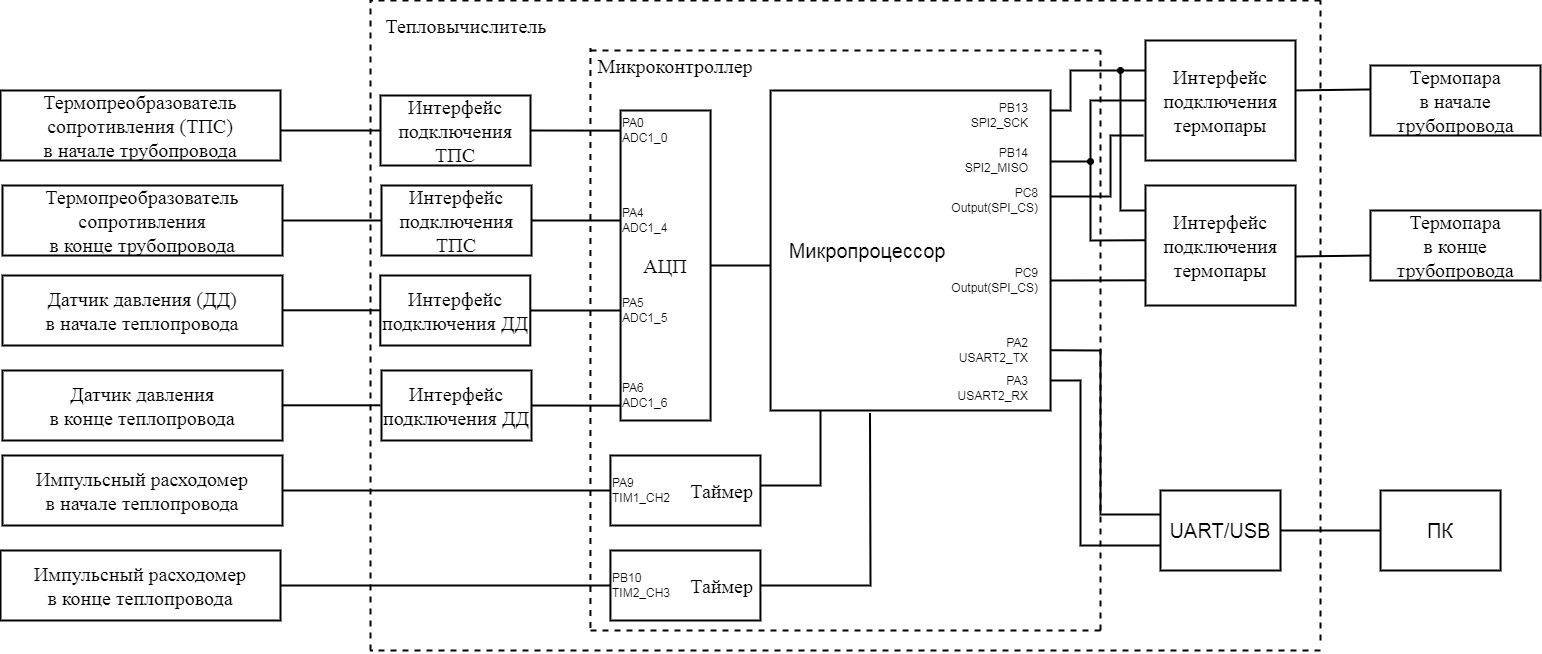 Тепловычислитель
Микроконтроллер
Термопреобразователь
сопротивления (ТПС)
в начале трубопровода
Интерфейс
подключения
ТПС
PA0
ADC1_0
Термопреобразователь
сопротивления
в конце трубопровода
Интерфейс
подключения
ТПС
PA4
ADC1_4
АЦП
Датчик давления (ДД)
в начале теплопровода
Интерфейс
подключения ДД
PA5
ADC1_5
Датчик давления
в конце теплопровода
Интерфейс
подключения ДД
PA6
ADC1_6
Импульсный расходомер
в начале теплопровода
PA9
TIM1_CH2
Таймер
Импульсный расходомер
в конце теплопровода
PB10
TIM2_CH3
Таймер
Микропроцессор
PB13
SPI2_SCK
PB14
SPI2_MISO
PC8
Output(SPI_CS)
PC9
Output(SPI_CS)
PA2
USART2_TX
PA3
USART2_RX
Интерфейс
подключения
термопары
Термопара
в начале
трубопровода
Интерфейс
подключения
термопары
Термопара
в конце
трубопровода
UART/USB
ПК